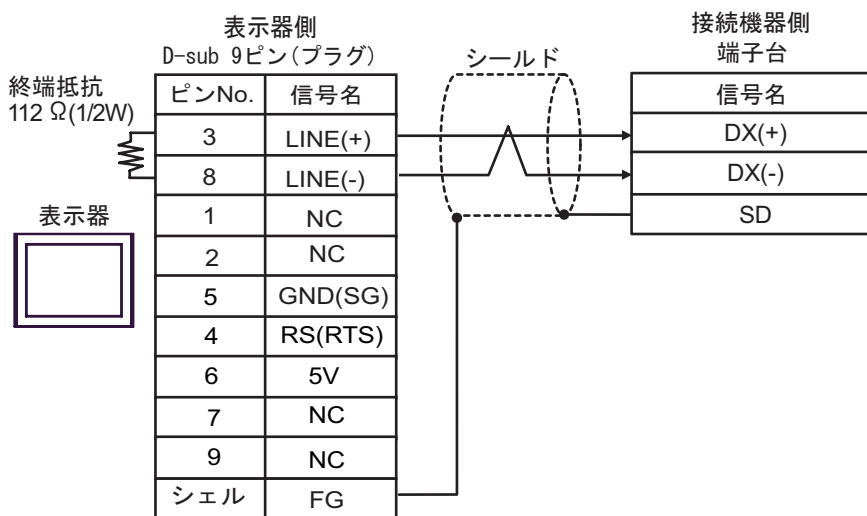 表示器側
D-sub 9ピン(プラグ)
終端抵抗
112 Ω(1/2W)
表示器
ピンNo. 信号名
3 LINE(+)
8 LINE(-)
1 NC
2 NC
5 GND(SG)
4 RS(RTS)
6 5V
7 NC
9 NC
シェル FG
シールド
接続機器側
端子台
信号名
DX(+)
DX(-)
SD